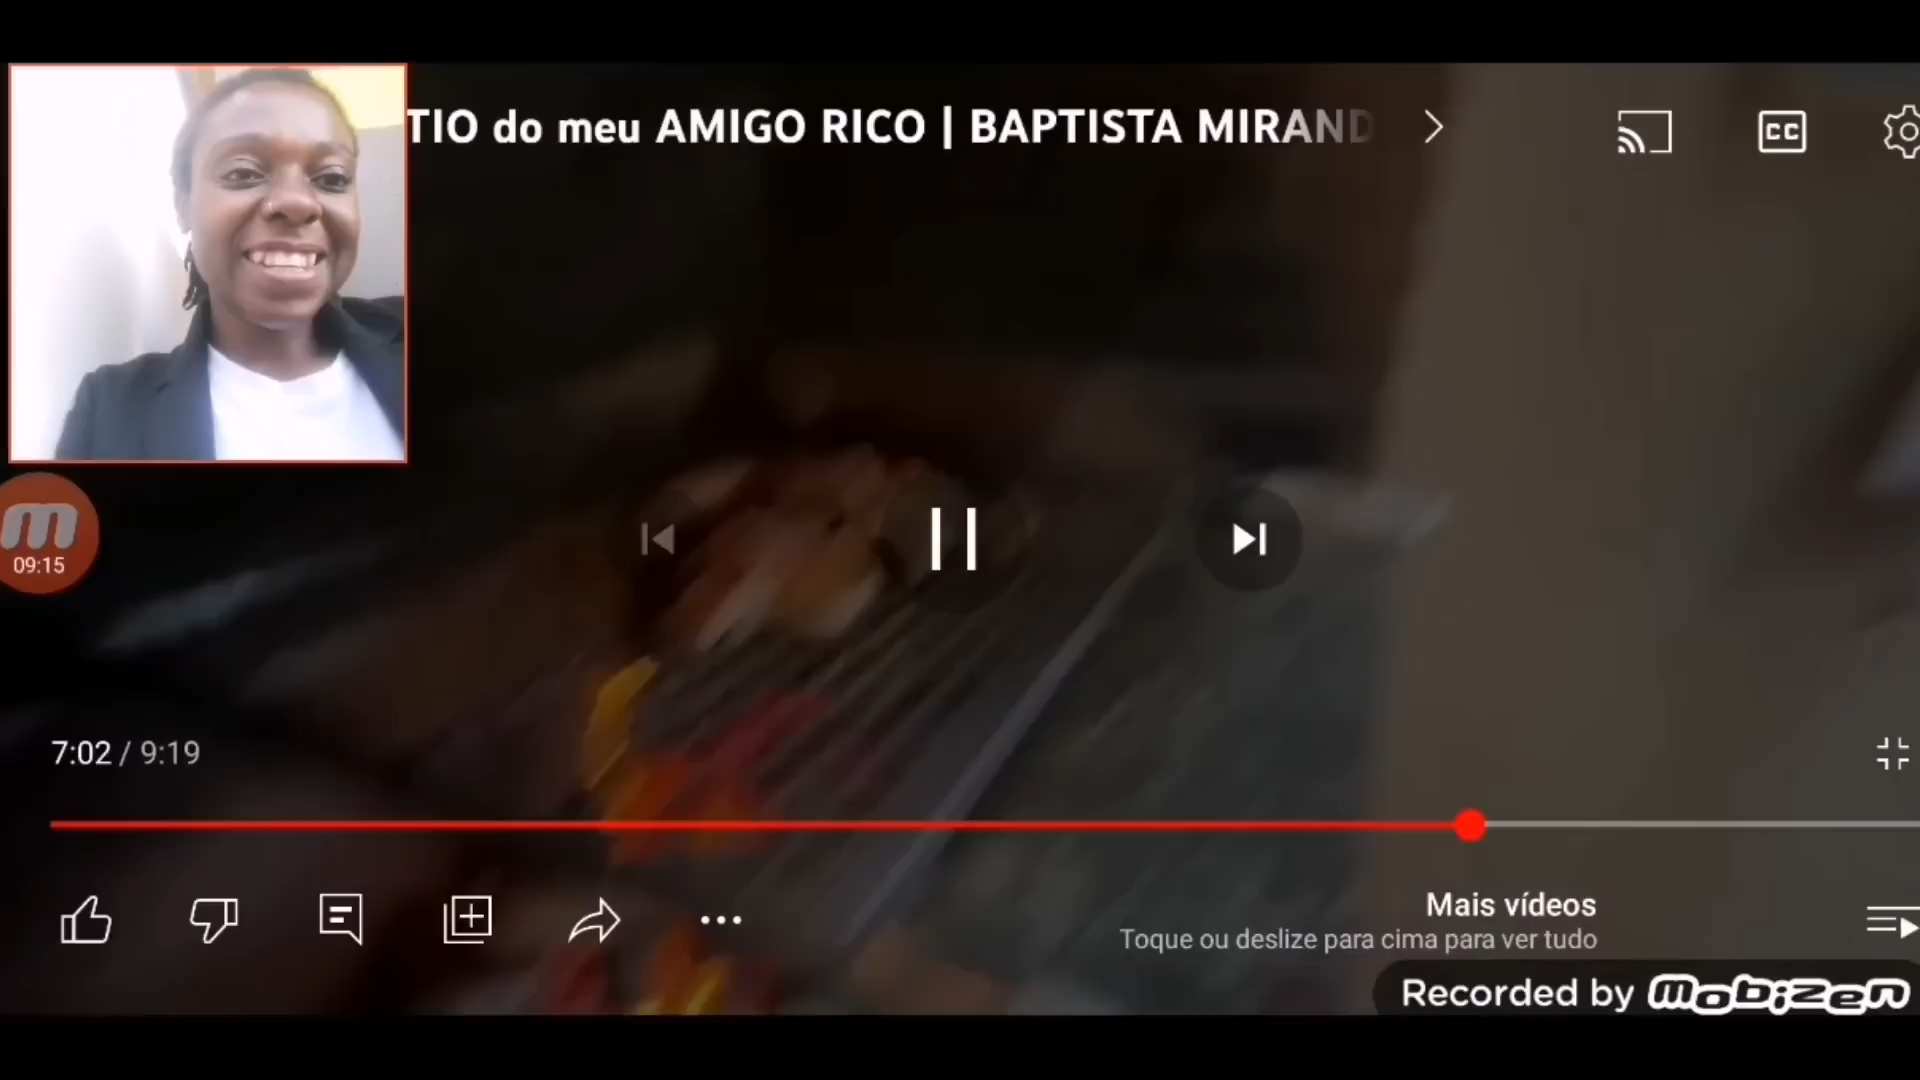 TIO do meu AMIGO RICO | BAPTISTA MIRAND
CC
m
09:15
7:02 / 9:19
Mais vídeos
Toque ou deslize para cima para ver tudo
Recorded by mobizen